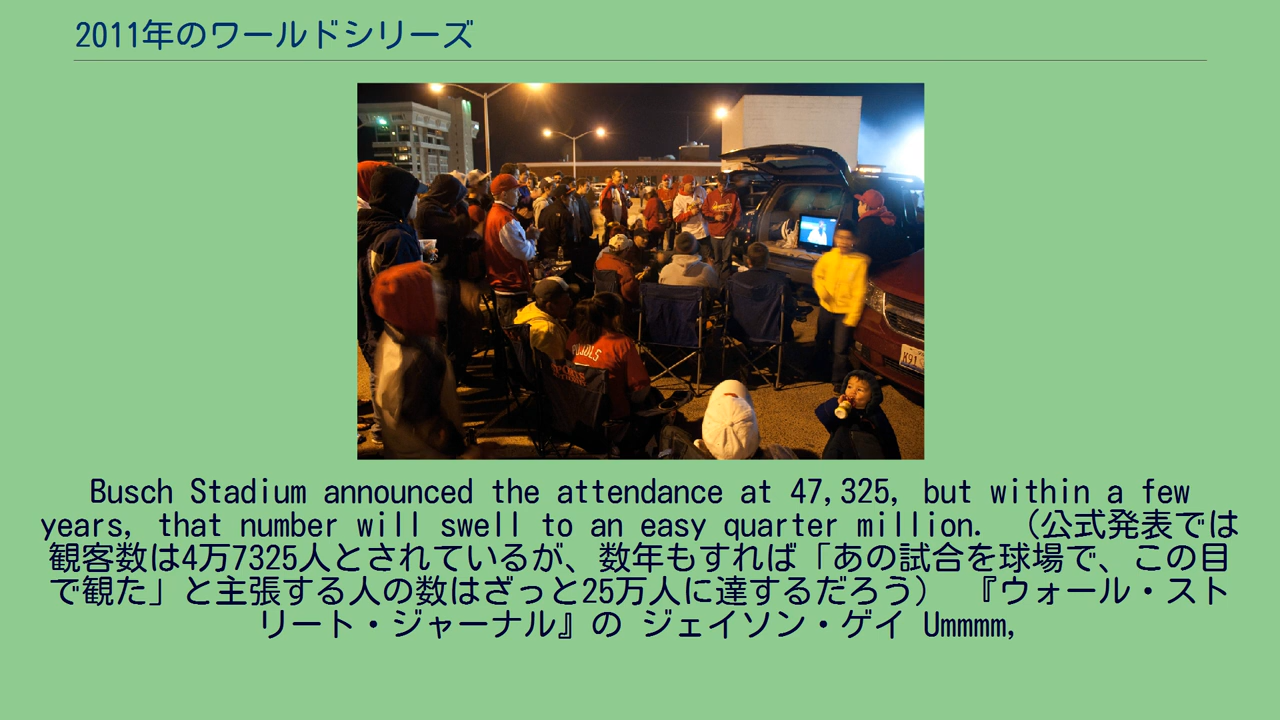 2011年のワールドシリーズ
PUJOLS
K91
Busch Stadium announced the attendance at 47,325, but within a few
years, that number will swell to an easy quarter million. （公式発表では
観客数は4万7325人とされているが、数年もすれば「あの試合を球場で、この目
で観た」と主張する人の数はざっと25万人に達するだろう） 『ウォール・スト
リート・ジャーナル』の ジェイソン・ゲイ Ummmm,